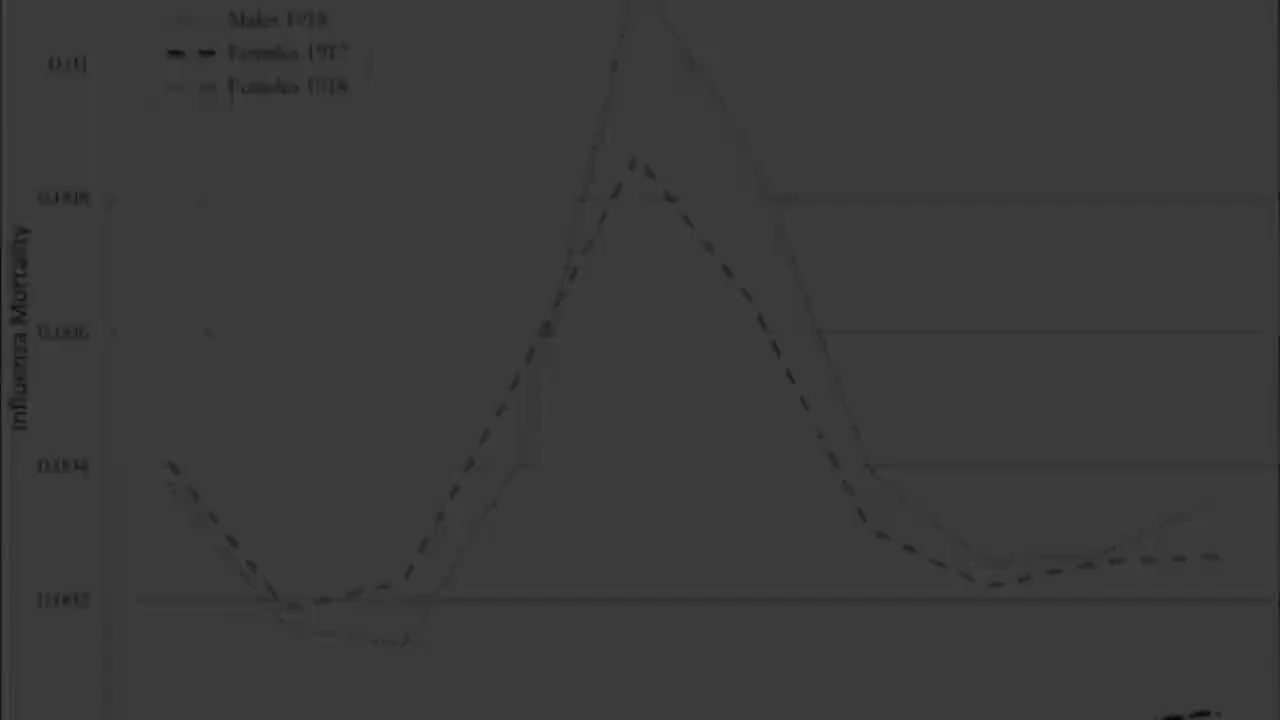 Males 1918
Females 1917
Females 1918
0.01
0.008
0.006
0.004
0.002
Influenza Mortality